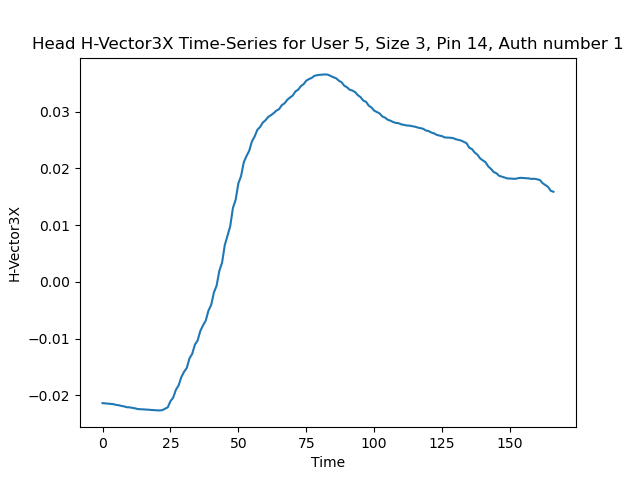 Head H-Vector3X Time-Series for User 5, Size 3, Pin 14, Auth number 1
H-Vector3X
0.03
0.02
0.01
0.00
−0.01
−0.02
0 25 50 75 100 125 150
Time